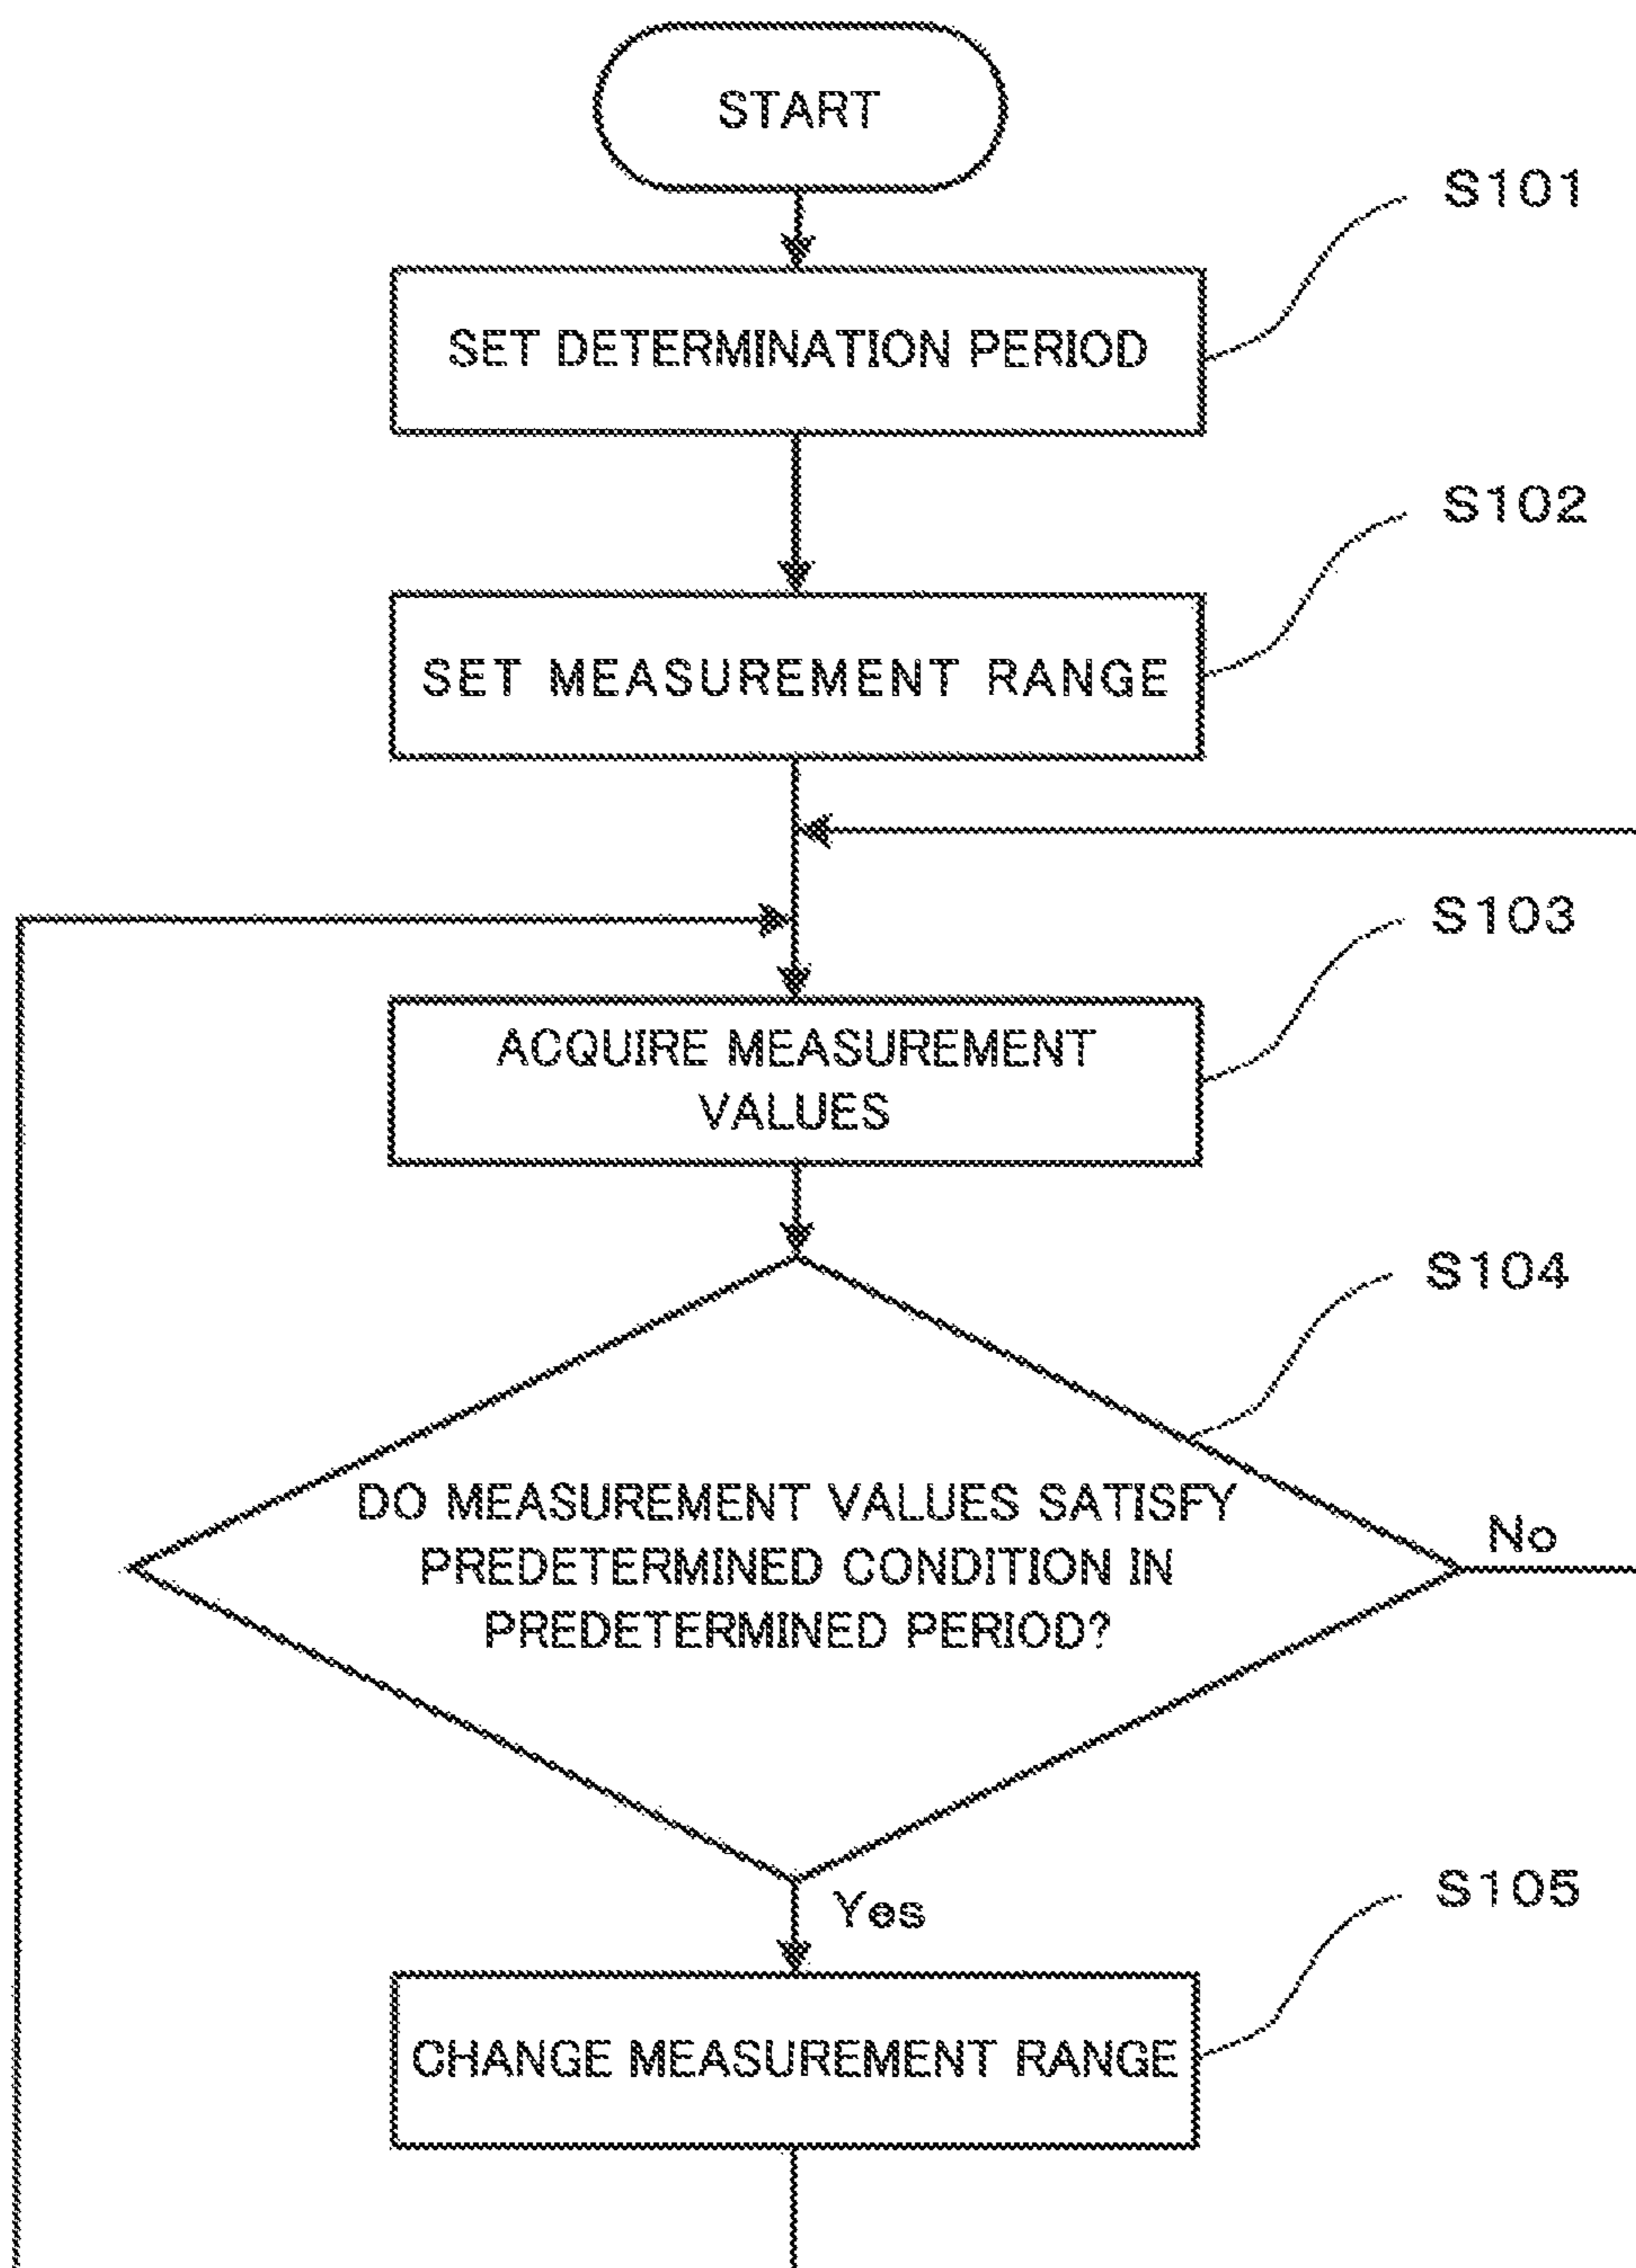 START
S101
SET DETERMINATION PERIOD
S102
SET MEASUREMENT RANGE
S103
ACQUIRE MEASUREMENT
VALUES
S104
DO MEASUREMENT VALUES SATISFY
PREDETERMINED CONDITION IN
PREDETERMINED PERIOD?
No
Yes
S105
CHANGE MEASUREMENT RANGE